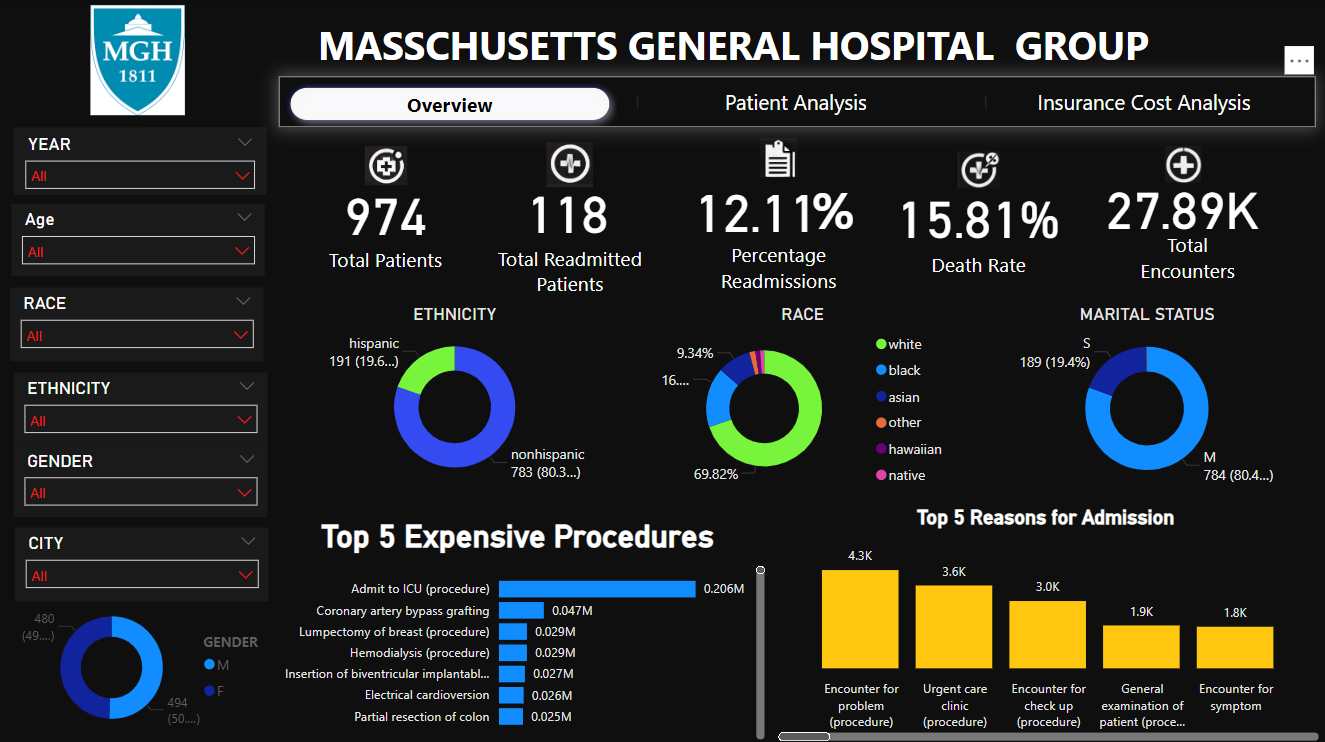 MGH
1811
MASSCHUSETTS GENERAL HOSPITAL GROUP
Overview
Patient Analysis
Insurance Cost Analysis
YEAR
All
Age
All
RACE
All
ETHNICITY
All
GENDER
All
CITY
All
974
Total Patients
118
Total Readmitted
Patients
12.11%
Percentage
Readmissions
15.81%
Death Rate
27.89K
Total
Encounters
ETHNICITY
hispanic
191 (19.6...)
nonhispanic
783 (80.3...)
RACE
9.34%
16....
69.82%
white
black
asian
other
hawaiian
native
MARITAL STATUS
S
189 (19.4%)
M
784 (80.4...)
480
(49....)
494
(50....)
GENDER
M
F
Top 5 Expensive Procedures
Admit to ICU (procedure) 0.206M
Coronary artery bypass grafting 0.047M
Lumpectomy of breast (procedure) 0.029M
Hemodialysis (procedure) 0.029M
Insertion of biventricular implantabl... 0.027M
Electrical cardioversion 0.026M
Partial resection of colon 0.025M
Top 5 Reasons for Admission
4.3K
3.6K
3.0K
1.9K
1.8K
Encounter for
problem
(procedure)
Urgent care
clinic
(procedure)
Encounter for
check up
(procedure)
General
examination of
patient (proce...
Encounter for
symptom